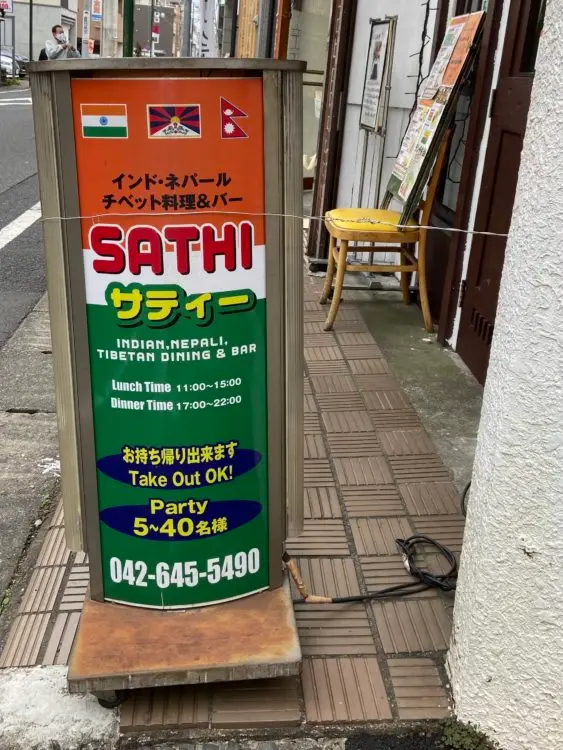 インド・ネパール
チベット料理&バー
SATHI
サティー
INDIAN,NEPALI,
TIBETAN DINING & BAR
Lunch Time 11:00~15:00
Dinner Time 17:00~22:00
お持ち帰り出来ます
Take Out OK!
Party
5~40名様
042-645-5490